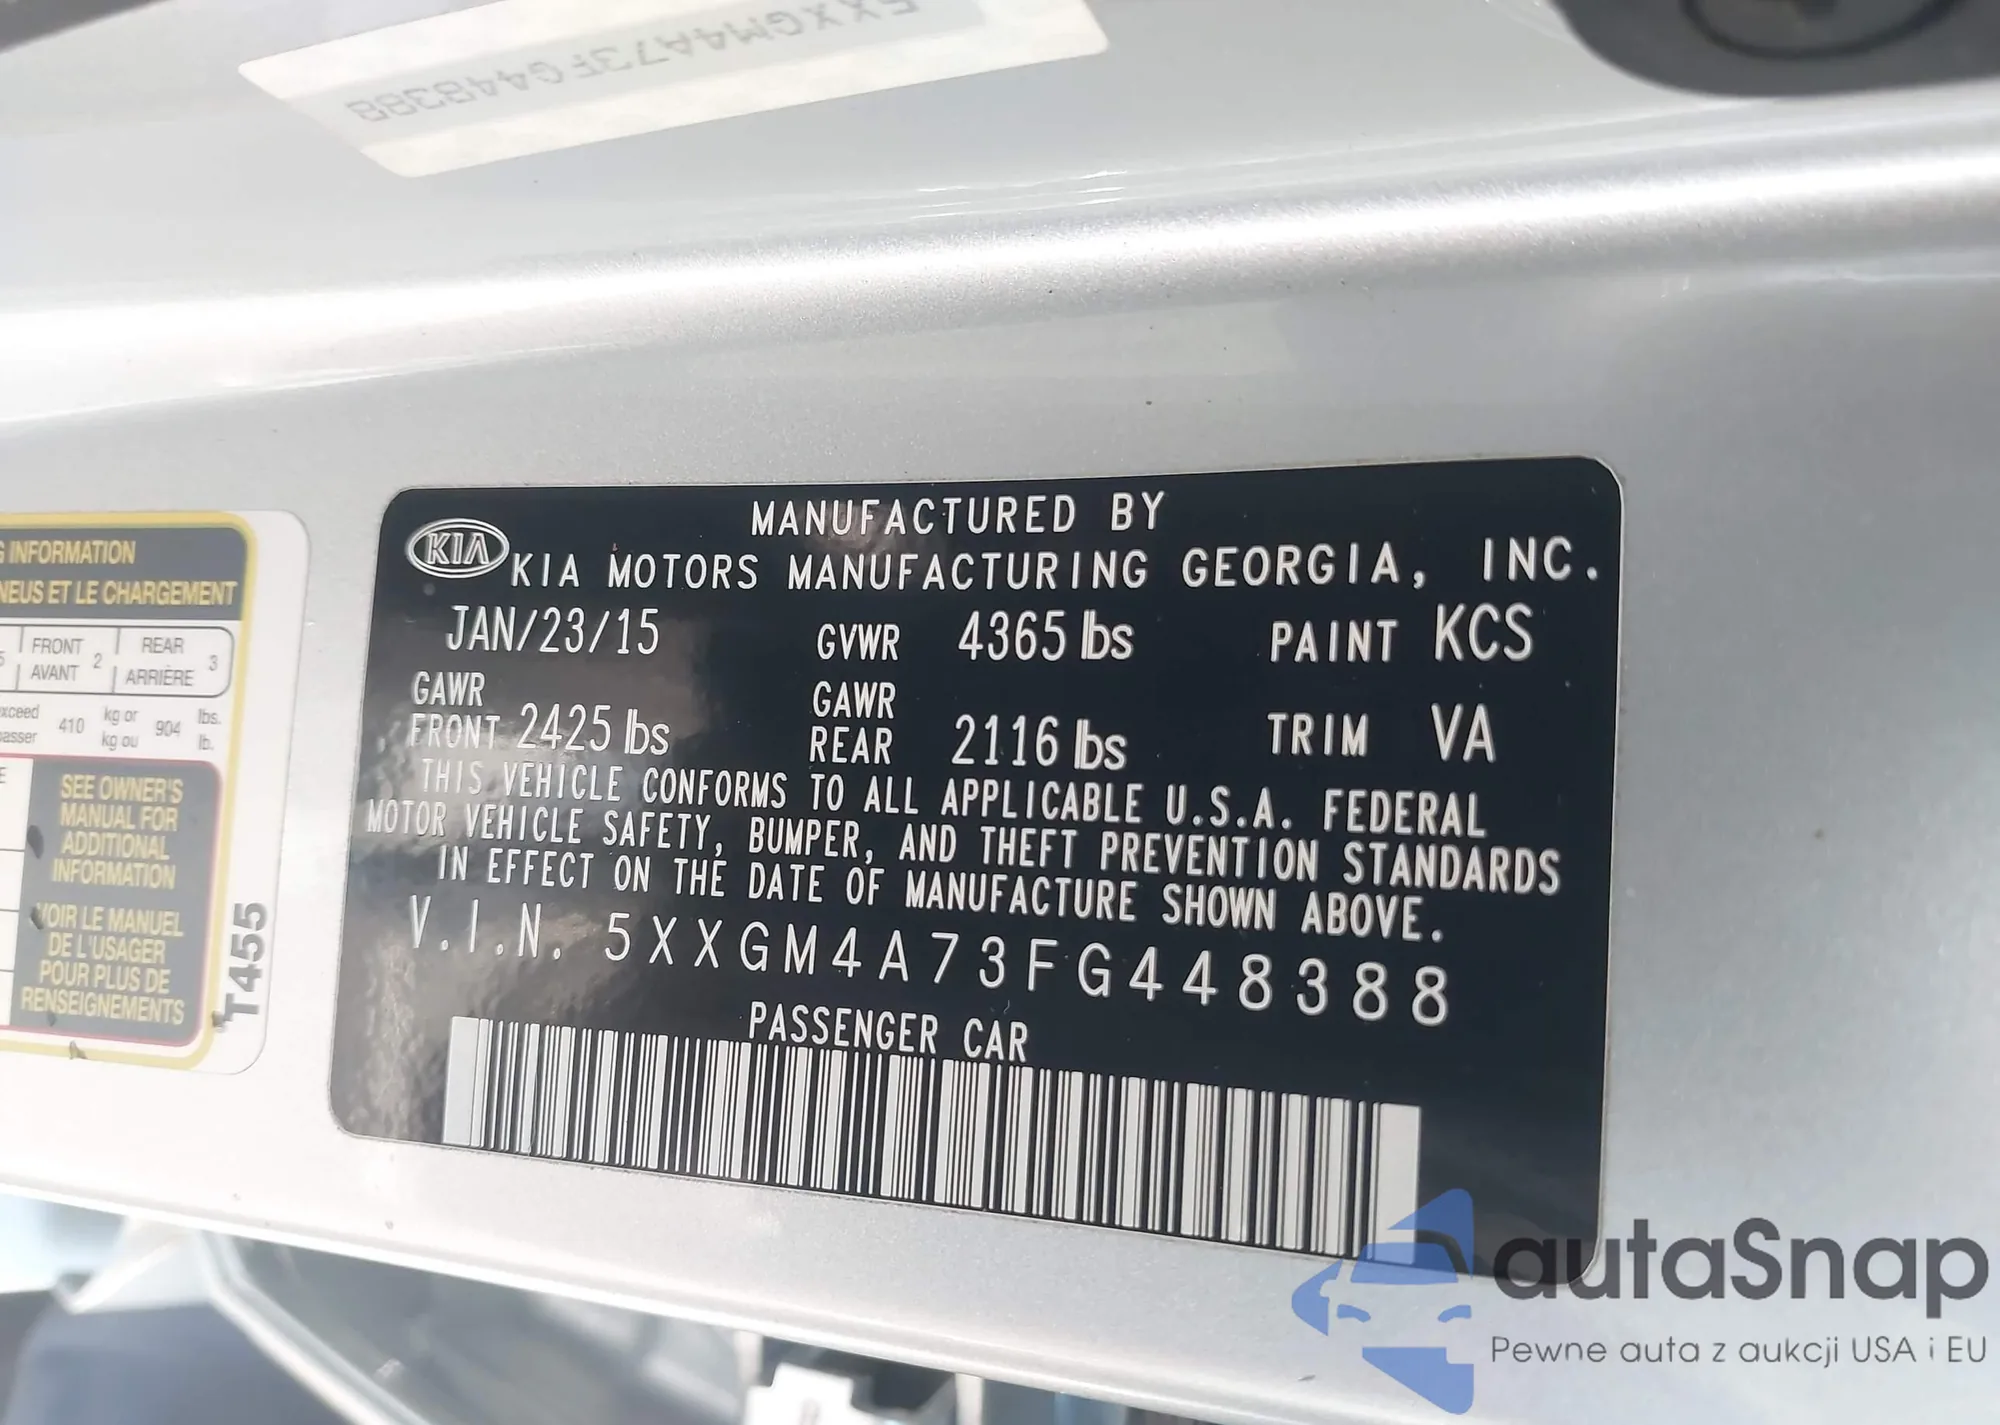 5XXGM4A73FG448388
MANUFACTURED BY
KIA
KIA MOTORS MANUFACTURING GEORGIA, INC.
JAN/23/15 GVWR 4365 lbs PAINT KCS
GAWR FRONT 2425 lbs GAWR REAR 2116 lbs TRIM VA
THIS VEHICLE CONFORMS TO ALL APPLICABLE U.S.A. FEDERAL
MOTOR VEHICLE SAFETY, BUMPER, AND THEFT PREVENTION STANDARDS
IN EFFECT ON THE DATE OF MANUFACTURE SHOWN ABOVE.
V.I.N. 5XXGM4A73FG448388
PASSENGER CAR
INFORMATION
ET LE CHARGEMENT
FRONT 2 REAR 3
AVANT ARRIÈRE
410 kg or 904 lbs.
kg ou lb.
SEE OWNER'S
MANUAL FOR
ADDITIONAL
INFORMATION
VOIR LE MANUEL
DE L'USAGER
POUR PLUS DE
RENSEIGNEMENTS
T455
autaSnap
Pewne auta z aukcji USA i EU